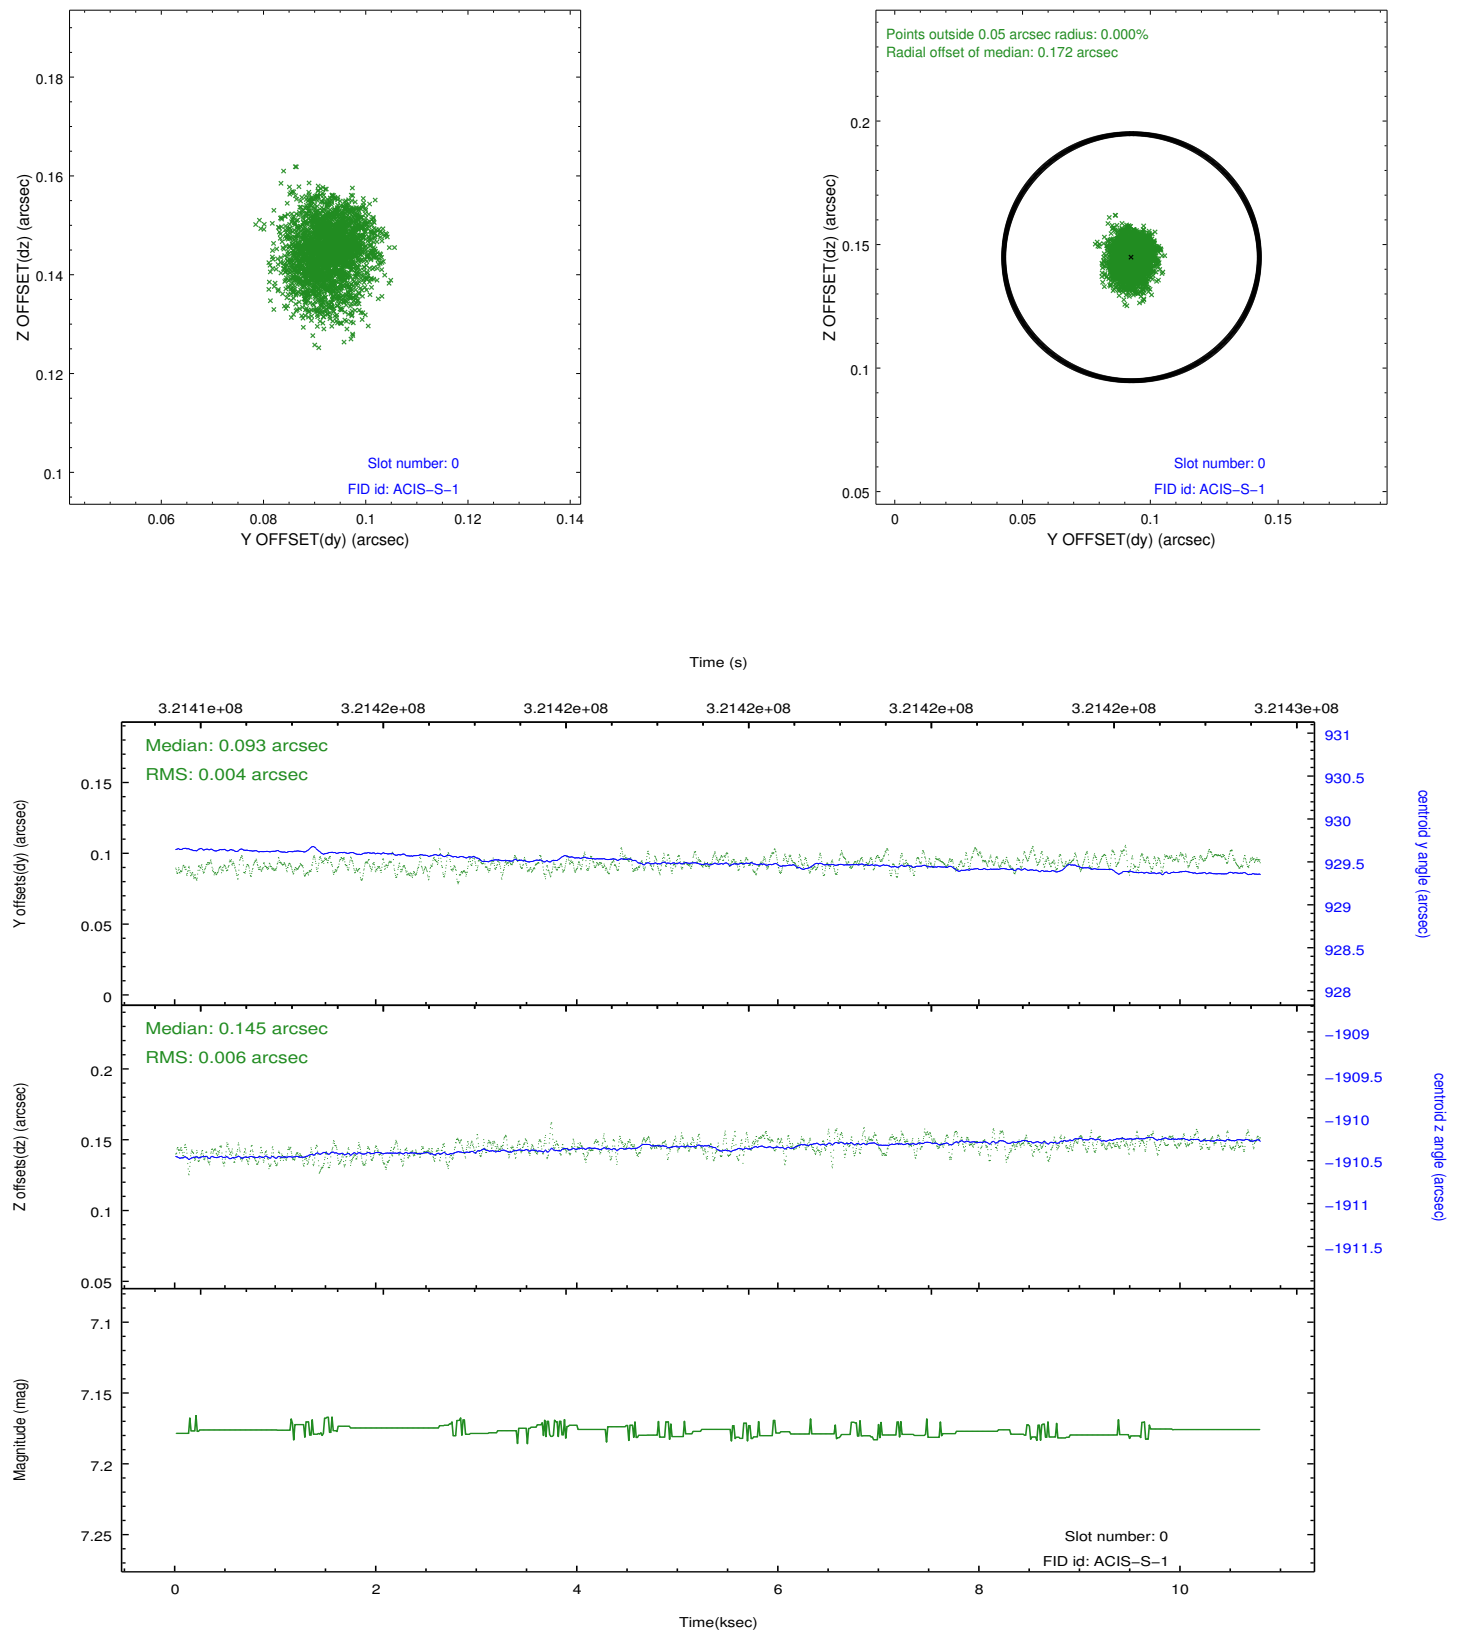 0.18
0.16
0.14
0.12
0.1
Z OFFSET(dz) (arcsec)
Slot number: 0
FID id: ACIS−S−1
0.06 0.08 0.1 0.12 0.14
Y OFFSET(dy) (arcsec)
Points outside 0.05 arcsec radius: 0.000%
Radial offset of median: 0.172 arcsec
0.2
0.15
0.1
0.05
Z OFFSET(dz) (arcsec)
Slot number: 0
FID id: ACIS−S−1
0 0.05 0.1 0.15
Y OFFSET(dy) (arcsec)
Time (s)
3.2141e+08 3.2142e+08 3.2142e+08 3.2142e+08 3.2142e+08 3.2142e+08 3.2143e+08
Median: 0.093 arcsec
RMS: 0.004 arcsec
0.15
0.1
0.05
0
Y offsets(dy) (arcsec)
931
930.5
930
929.5
929
928.5
928
centroid y angle (arcsec)
Median: 0.145 arcsec
RMS: 0.006 arcsec
0.2
0.15
0.1
0.05
Z offsets(dz) (arcsec)
−1909
−1909.5
−1910
−1910.5
−1911
−1911.5
centroid z angle (arcsec)
7.1
7.15
7.2
7.25
Magnitude (mag)
Slot number: 0
FID id: ACIS−S−1
0 2 4 6 8 10
Time(ksec)